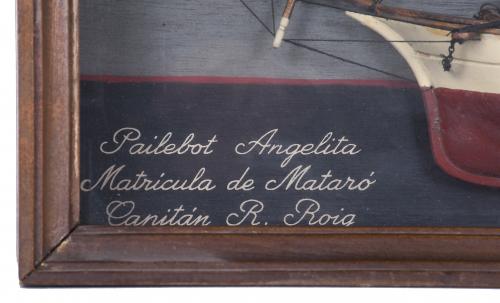 Pailebot Angelita
Matrícula de Mataró
Capitán R. Roig